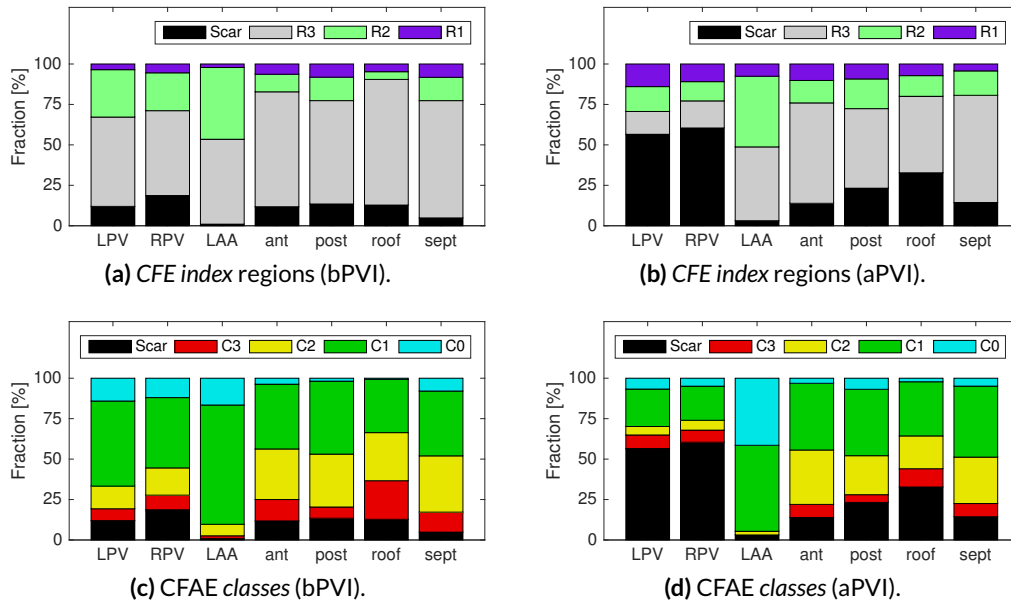 Scar R3 R2 R1
100
75
50
25
0
Fraction [%]
LPV RPV LAA ant post roof sept
(a) CFE index regions (bPVI).
Scar R3 R2 R1
100
75
50
25
0
Fraction [%]
LPV RPV LAA ant post roof sept
(b) CFE index regions (aPVI).
Scar C3 C2 C1 C0
100
75
50
25
0
Fraction [%]
LPV RPV LAA ant post roof sept
(c) CFAE classes (bPVI).
Scar C3 C2 C1 C0
100
75
50
25
0
Fraction [%]
LPV RPV LAA ant post roof sept
(d) CFAE classes (aPVI).